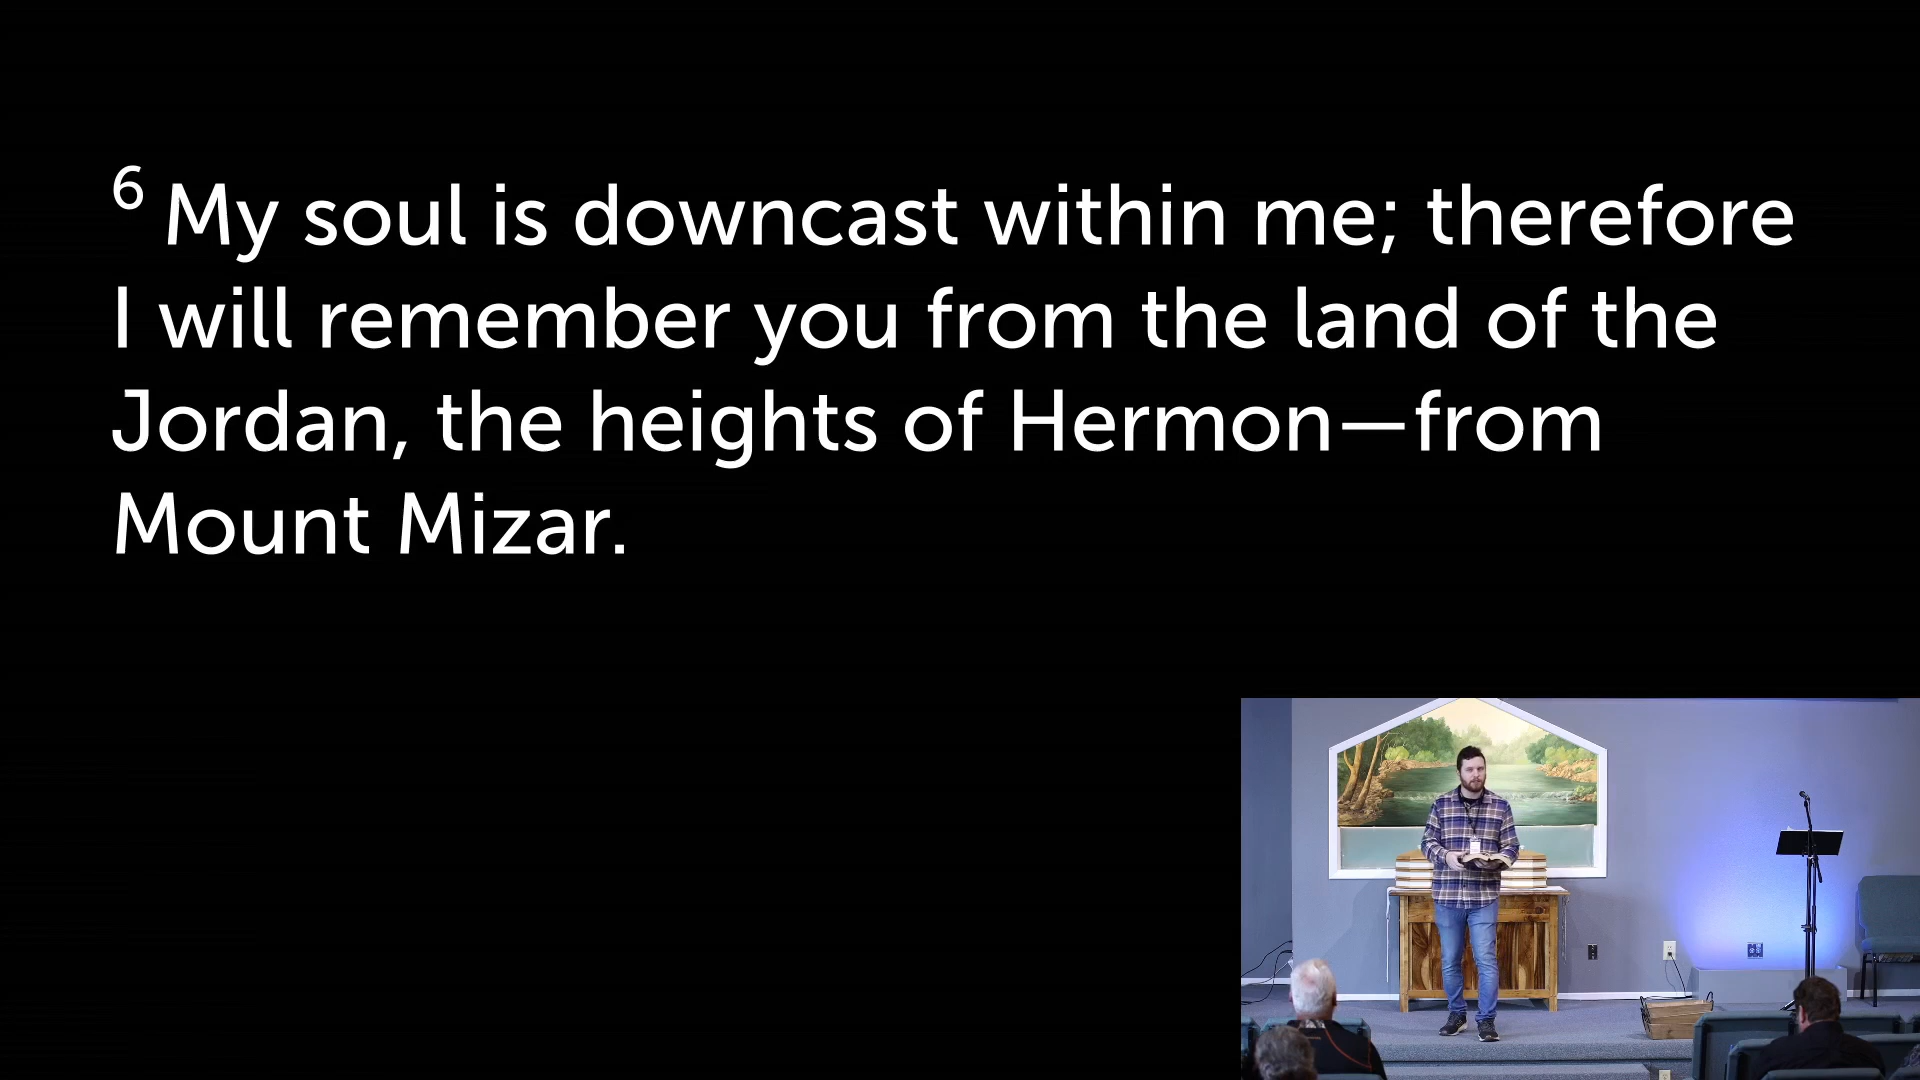 6 My soul is downcast within me; therefore
I will remember you from the land of the
Jordan, the heights of Hermon—from
Mount Mizar.